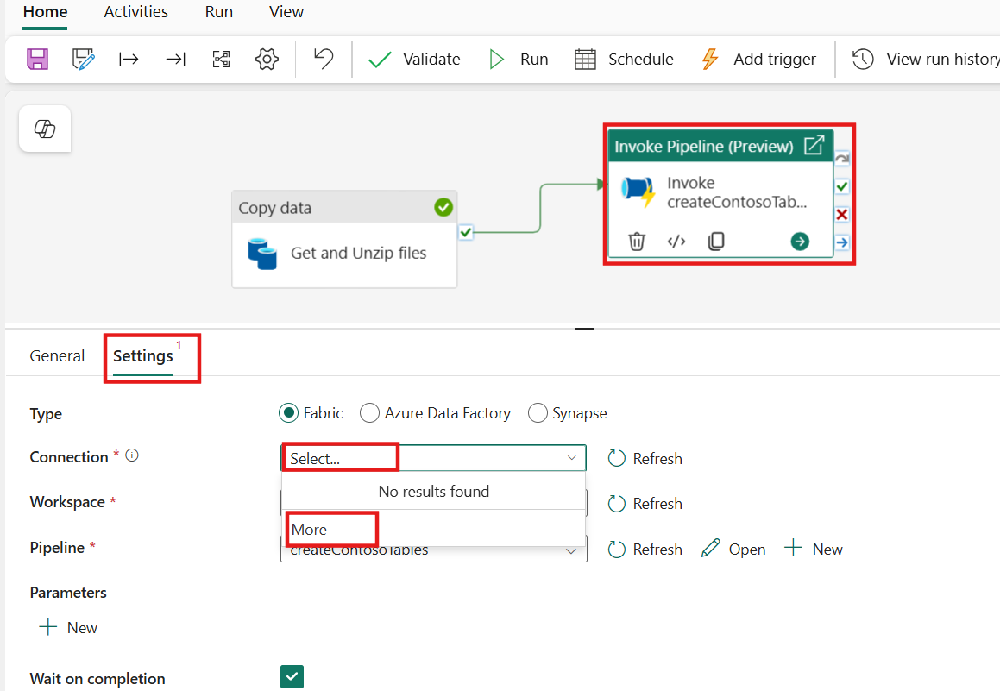 Home Activities Run View
Validate Run Schedule Add trigger View run history
Invoke Pipeline (Preview)
Invoke
createContosoTab...
Copy data
Get and Unzip files
General Settings 1
Type Fabric Azure Data Factory Synapse
Connection * Select... Refresh
No results found
Workspace * Refresh
More
Pipeline * createContosoTables Refresh Open New
Parameters
New
Wait on completion